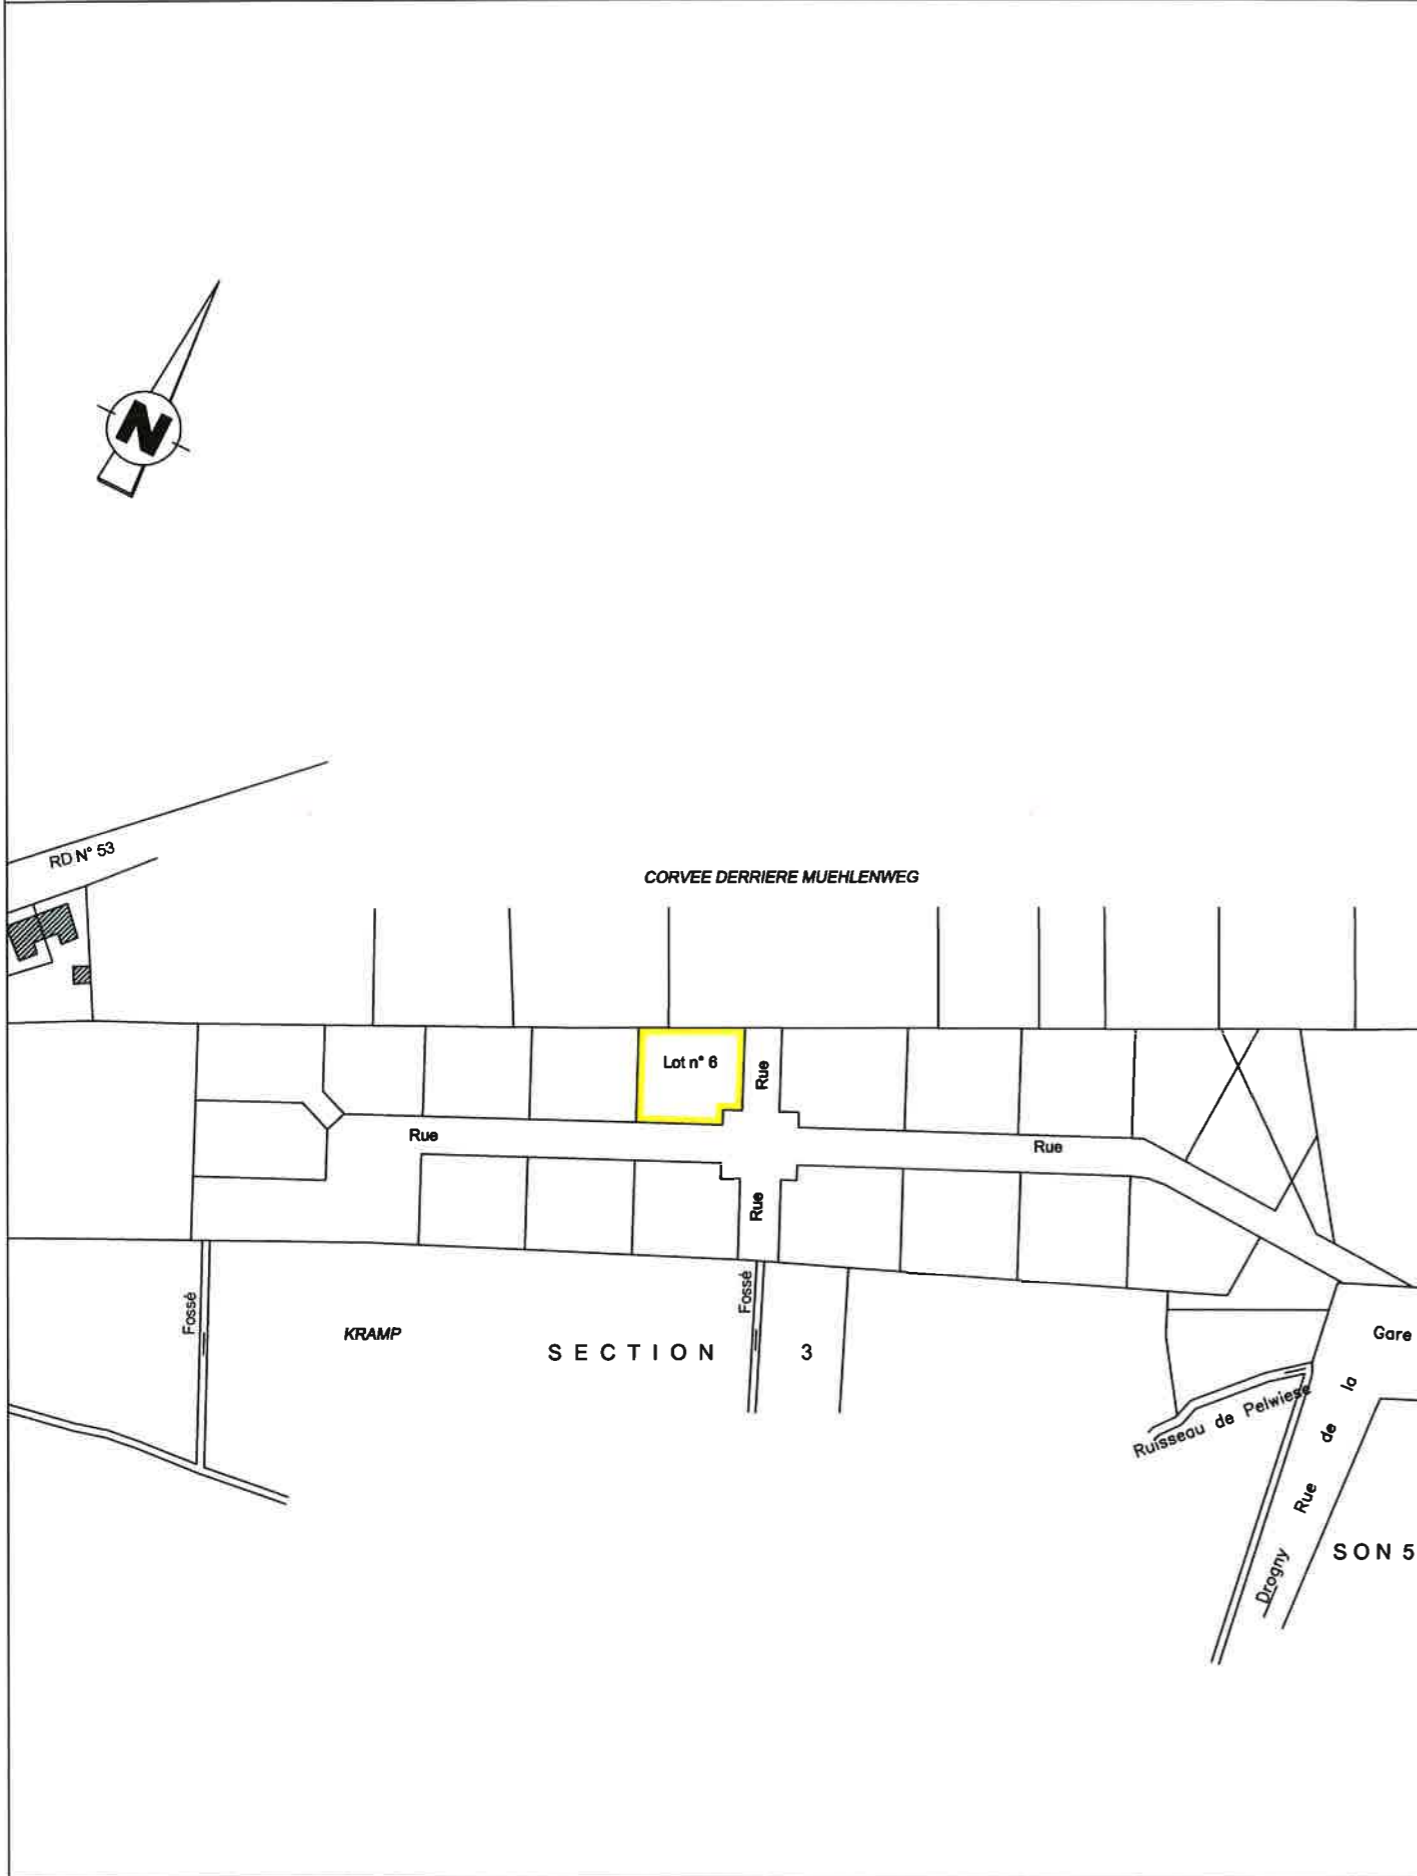 N
RD N° 53
CORVEE DERRIERE MUEHLENWEG
Lot n° 6
Rue
Rue
Rue
Rue
Fossé
Fossé
KRAMP
SECTION 3
Gare
Ruisseau de Pelwiese
Rue de la
Drogny
SON 5